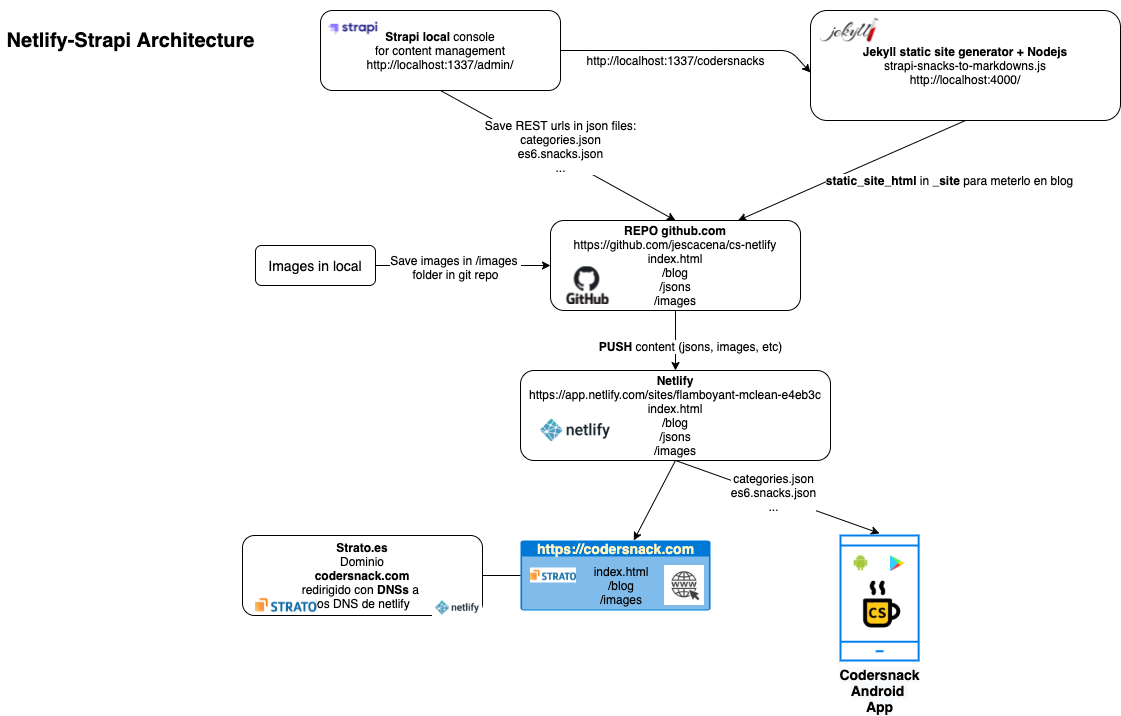 Netlify-Strapi Architecture
strapi
Strapi local console
for content management
http://localhost:1337/admin/
http://localhost:1337/codersnacks
jekyll
Jekyll static site generator + Nodejs
strapi-snacks-to-markdowns.js
http://localhost:4000/
Save REST urls in json files:
categories.json
es6.snacks.json
...
static_site_html in _site para meterlo en blog
Images in local
Save images in /images
folder in git repo
REPO github.com
https://github.com/jescacena/cs-netlify
index.html
/blog
/jsons
/images
GitHub
PUSH content (jsons, images, etc)
Netlify
https://app.netlify.com/sites/flamboyant-mclean-e4eb3c
index.html
/blog
/jsons
/images
netlify
categories.json
es6.snacks.json
...
Strato.es
Dominio
codersnack.com
redirigido con DNSs a
os DNS de netlify
STRATO
netlify
https://codersnack.com
STRATO
index.html
/blog
/images
WWW
CS
Codersnack
Android
App